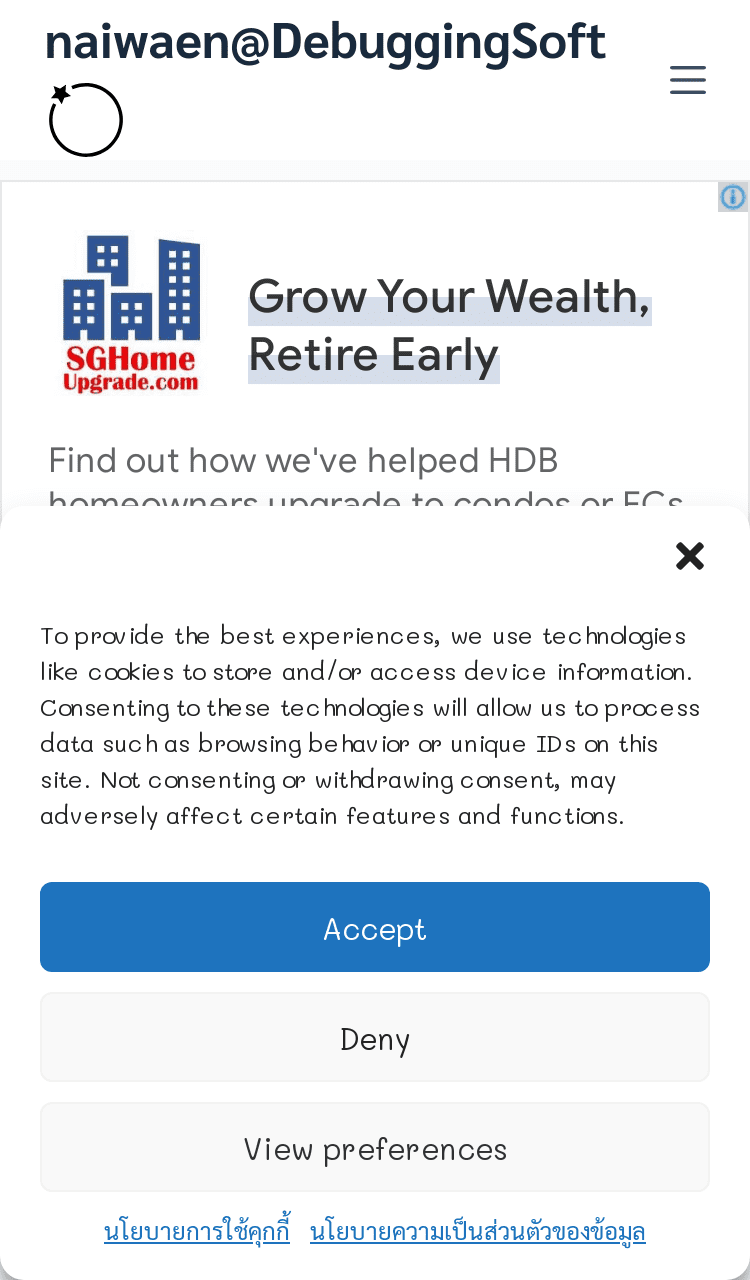 naiwaen@DebuggingSoft
SGHome
Upgrade.com
Grow Your Wealth,
Retire Early
Find out how we've helped HDB
homeowners upgrade to condos or ECs
To provide the best experiences, we use technologies
like cookies to store and/or access device information.
Consenting to these technologies will allow us to process
data such as browsing behavior or unique IDs on this
site. Not consenting or withdrawing consent, may
adversely affect certain features and functions.
Accept
Deny
View preferences
นโยบายการใช้คุกกี้ นโยบายความเป็นส่วนตัวของข้อมูล